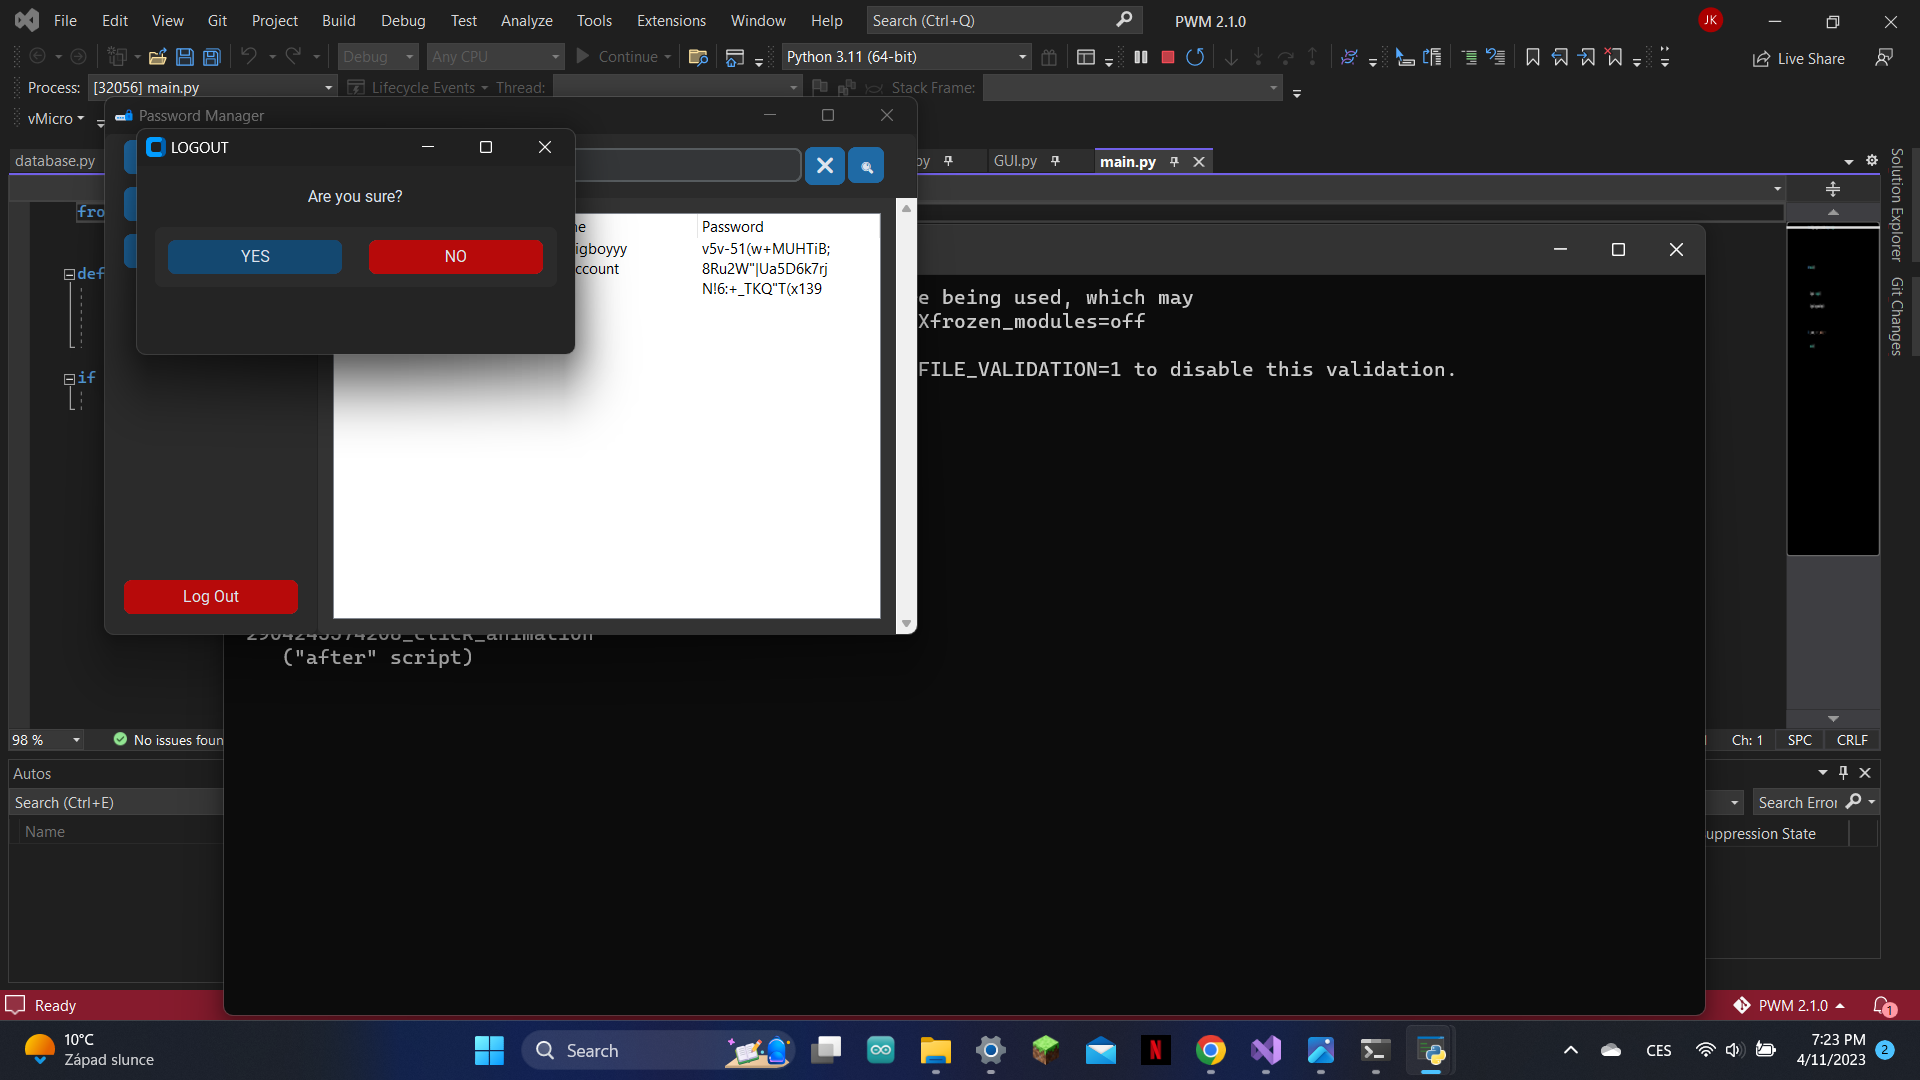 File Edit View Git Project Build Debug Test Analyze Tools Extensions Window Help Search (Ctrl+Q) PWM 2.1.0 JK
Debug Any CPU Continue Python 3.11 (64-bit) Live Share
Process: [32056] main.py Lifecycle Events Thread: Stack Frame:
vMicro
Password Manager
LOGOUT
Are you sure?
YES NO
database.py
py GUI.py main.py
Solution Explorer
Git Changes
fro
def
if
ne Password
igboyyy v5v-51(w+MUHTiB;
ccount 8Ru2W"|Ua5D6k7rj
N!6:+_TKQ"T(x139
Log Out
e being used, which may
Xfrozen_modules=off
FILE_VALIDATION=1 to disable this validation.
2904243374208_click_animation
("after" script)
98 % No issues foun Ch: 1 SPC CRLF
Autos
Search (Ctrl+E) Search Error
Name uppression State
Ready PWM 2.1.0 1
10°C
Západ slunce
Search
CES
7:23 PM
4/11/2023
2